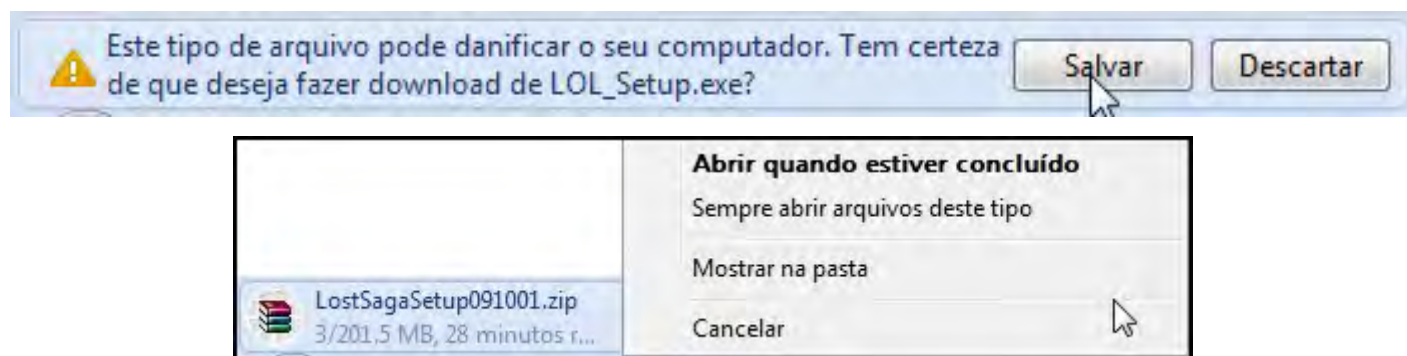 Este tipo de arquivo pode danificar o seu computador. Tem certeza
de que deseja fazer download de LOL_Setup.exe?
Salvar
Descartar
Abrir quando estiver concluído
Sempre abrir arquivos deste tipo
Mostrar na pasta
LostSagaSetup091001.zip
3/201,5 MB, 28 minutos r...
Cancelar